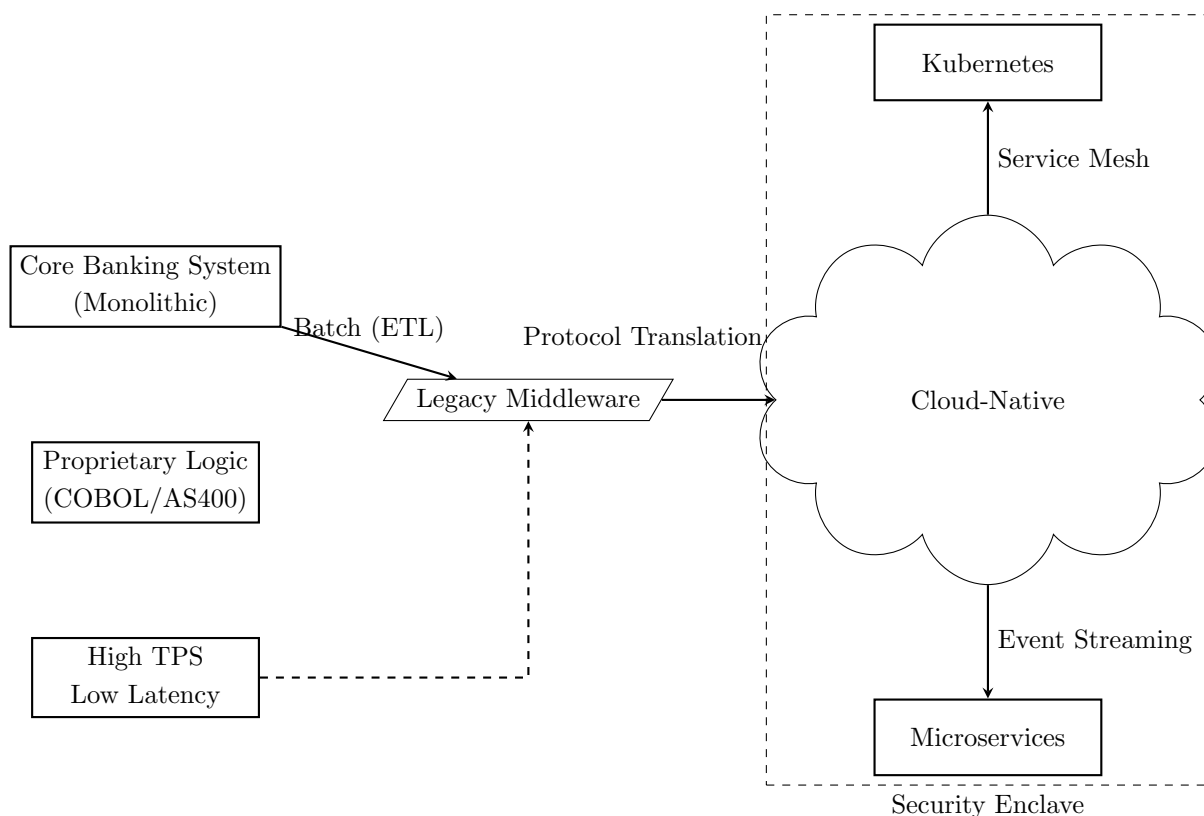 Kubernetes
Service Mesh
Core Banking System
(Monolithic)
Batch (ETL)
Protocol Translation
Legacy Middleware
Cloud-Native
Proprietary Logic
(COBOL/AS400)
High TPS
Low Latency
Event Streaming
Microservices
Security Enclave